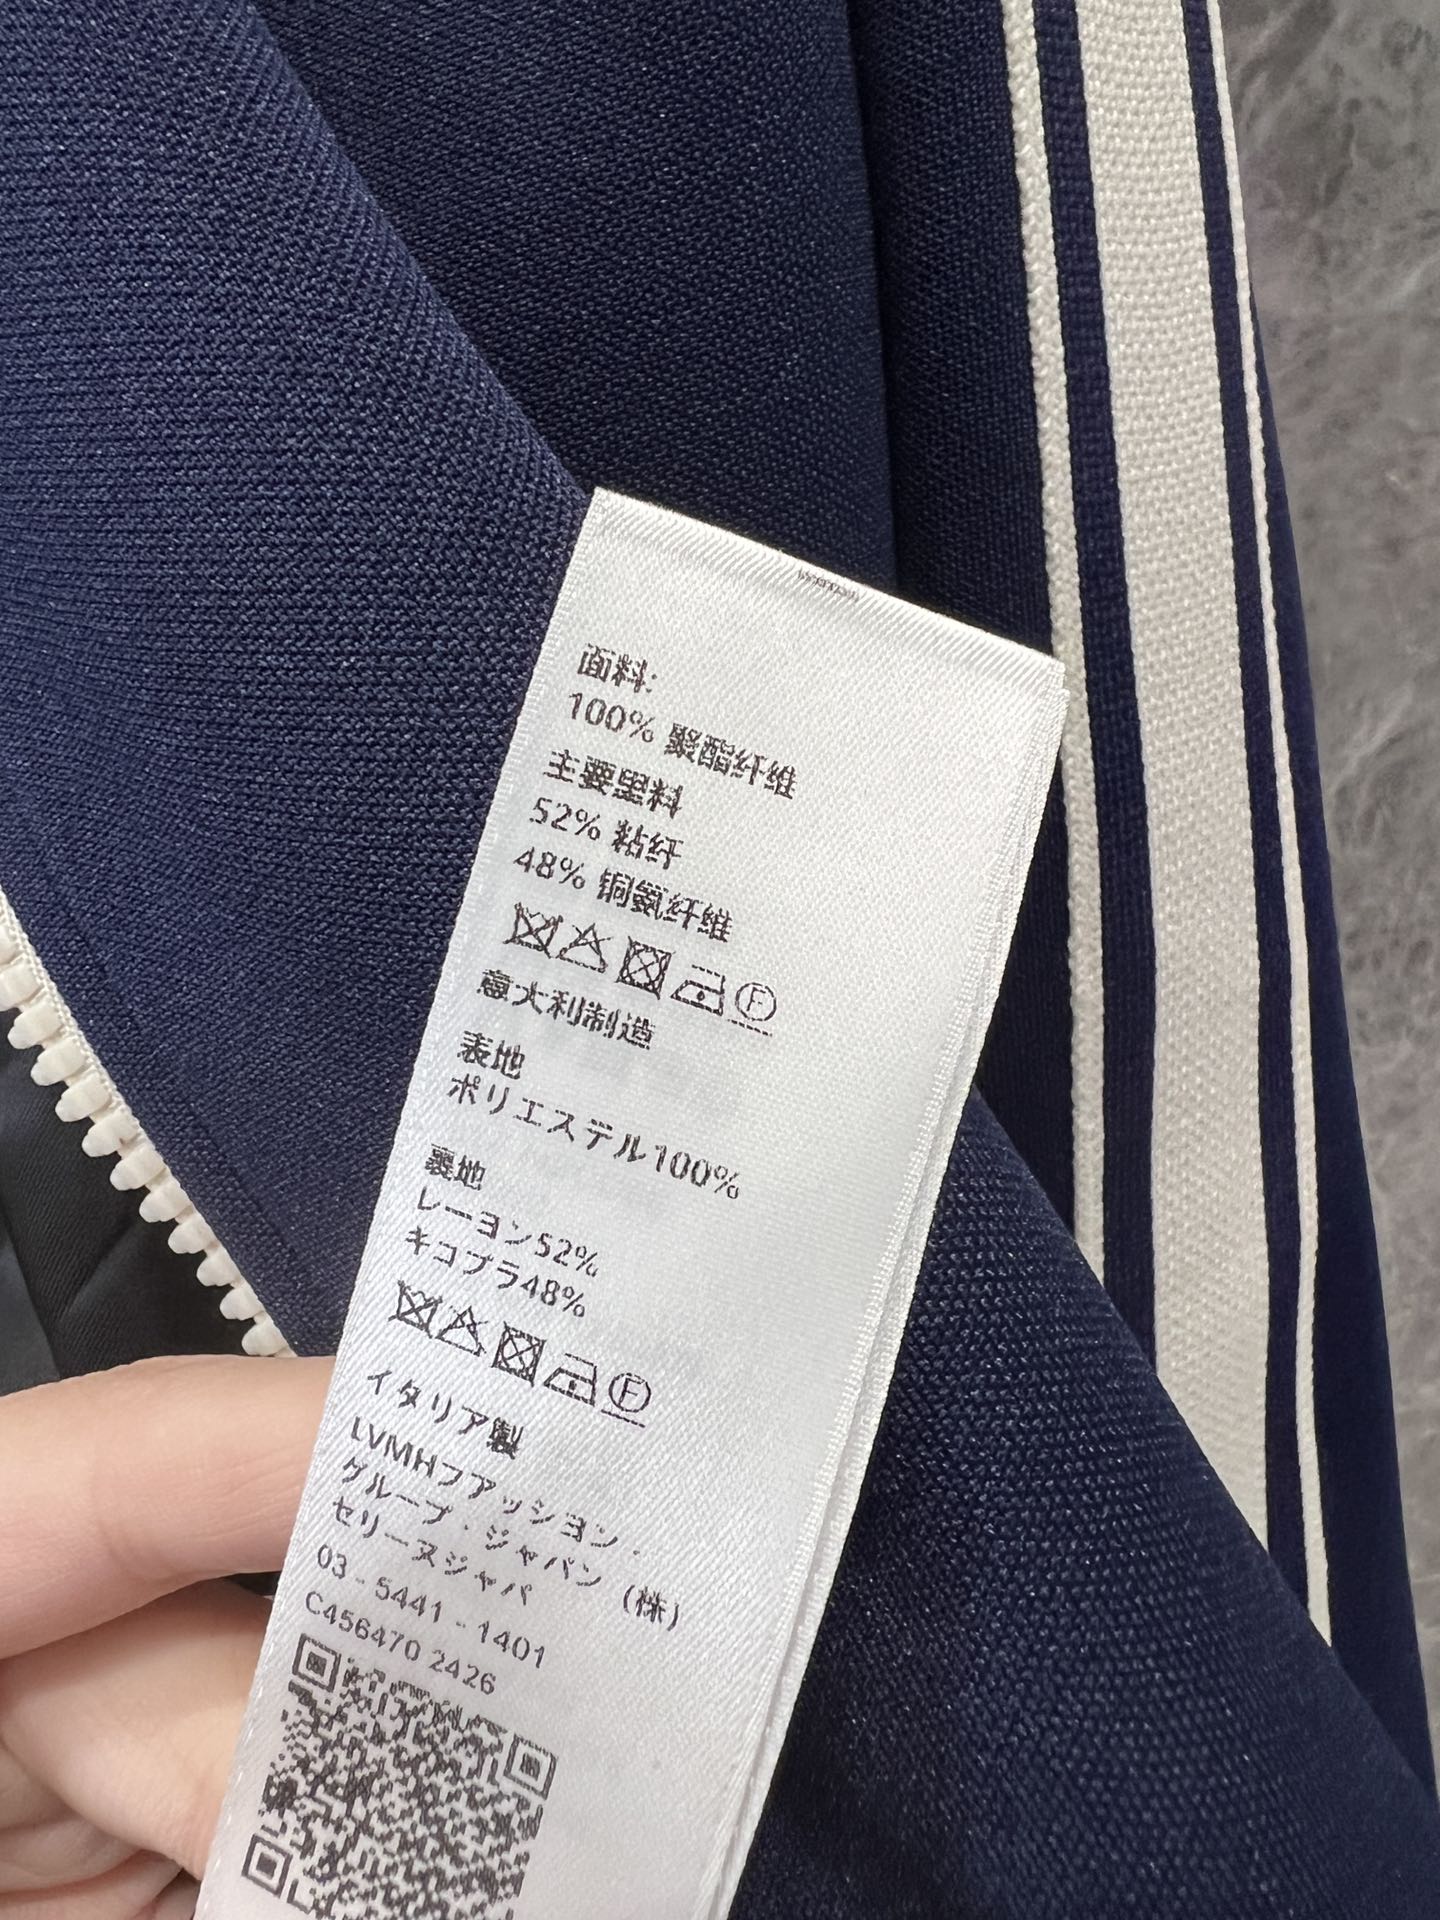 面料:
100% 聚酯纤维
主要里料
52% 粘纤
48% 铜氨纤维
F
意大利制造
表地
ポリエステル100%
裏地
レーヨン52%
キコプラ48%
F
イタリア製
LVMHファッション・
グループ・ジャパン (株)
セリーヌジャパ
03 - 5441 - 1401
C456470 2426